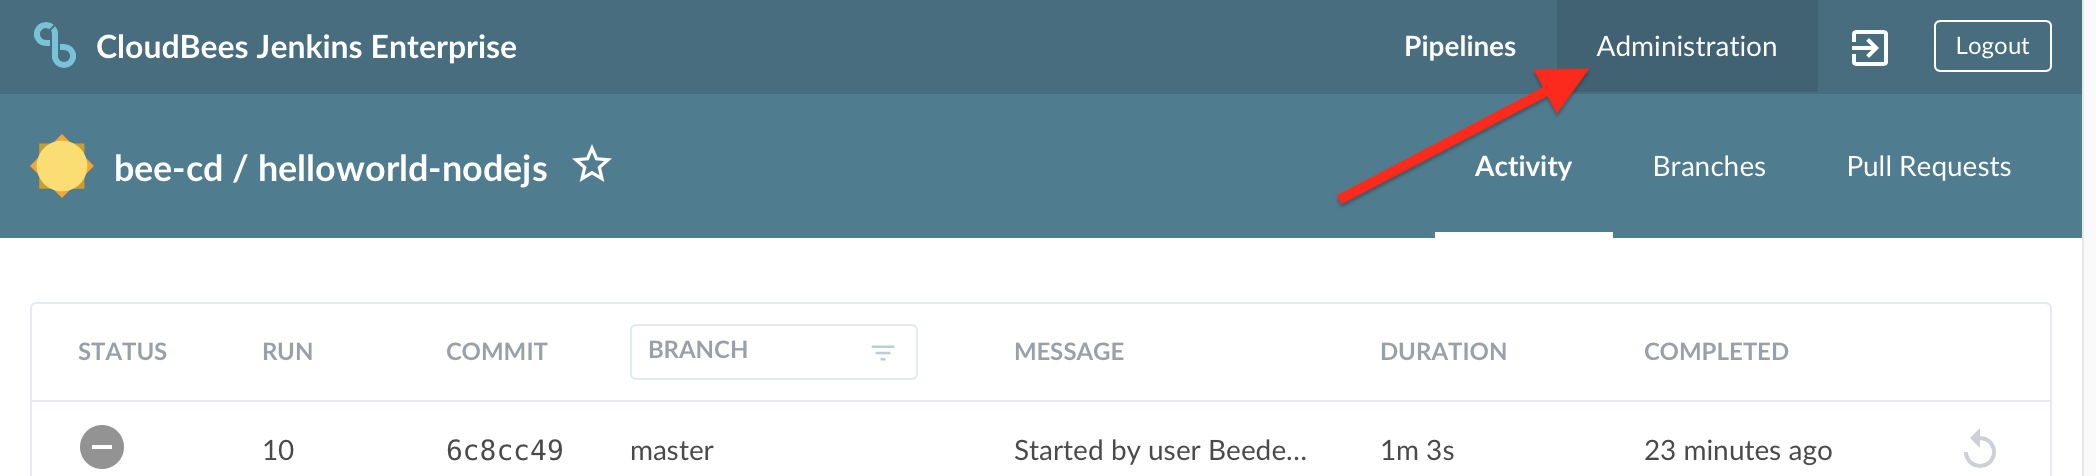 CloudBees Jenkins Enterprise Pipelines Administration Logout
bee-cd / helloworld-nodejs Activity Branches Pull Requests
STATUS RUN COMMIT BRANCH MESSAGE DURATION COMPLETED
10 6c8cc49 master Started by user Beede... 1m 3s 23 minutes ago